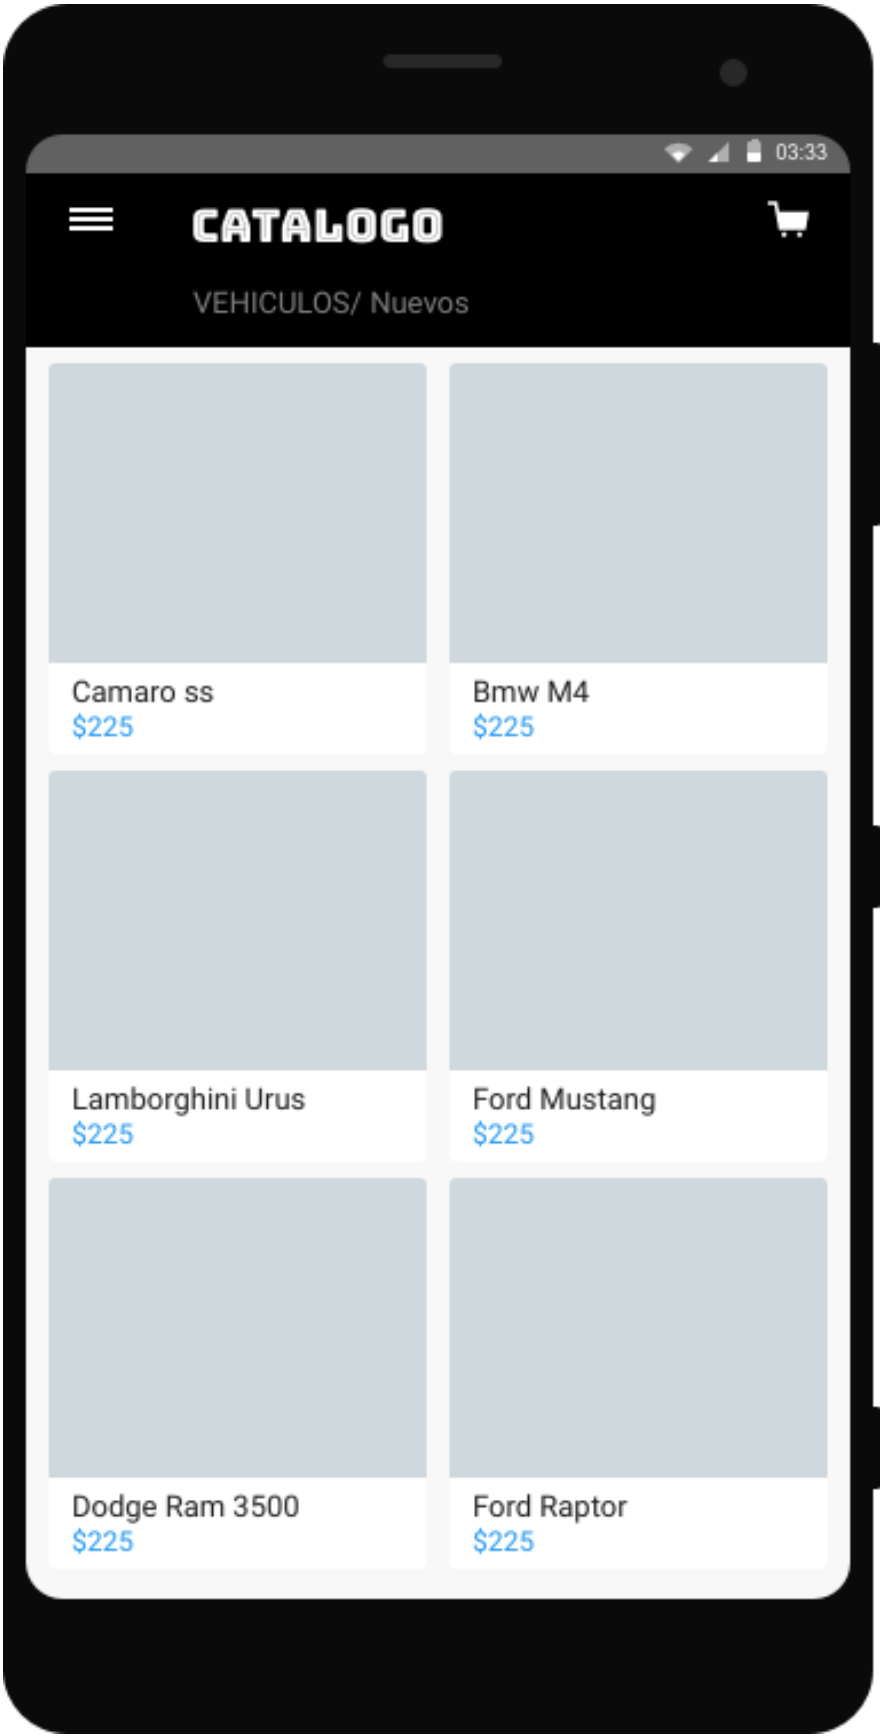 03:33
CATALOGO
VEHICULOS/ Nuevos
Camaro ss
$225
Bmw M4
$225
Lamborghini Urus
$225
Ford Mustang
$225
Dodge Ram 3500
$225
Ford Raptor
$225